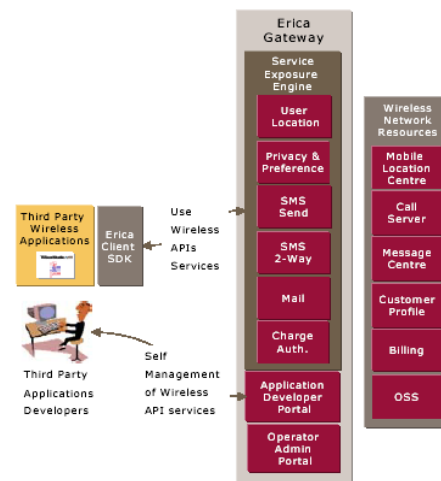 Erica
Gateway
Service
Exposure
Engine
User
Location
Privacy &
Preference
SMS
Send
SMS
2-Way
Mail
Charge
Auth.
Application
Developer
Portal
Operator
Admin
Portal
Wireless
Network
Resources
Mobile
Location
Centre
Call
Server
Message
Centre
Customer
Profile
Billing
OSS
Third Party
Wireless
Applications
Erica
Client
SDK
Use
Wireless
APIs
Services
Third Party
Applications
Developers
Self
Management
of Wireless
API services